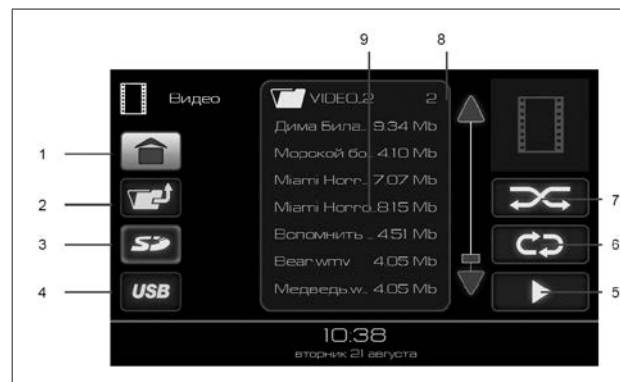 9 8
Видео
VIDEO.2 2
Дима Била.. 9.34 Mb
Морской бо.. 4.10 Mb
Miami Horr.. 7.07 Mb
Miami Horro.. 8.15 Mb
Вспомнить .. 4.51 Mb
Bear.wmv 4.05 Mb
Медведь.w.. 4.05 Mb
1
2
3 SD
4 USB
7
6
5
10:38
вторник 21 августа